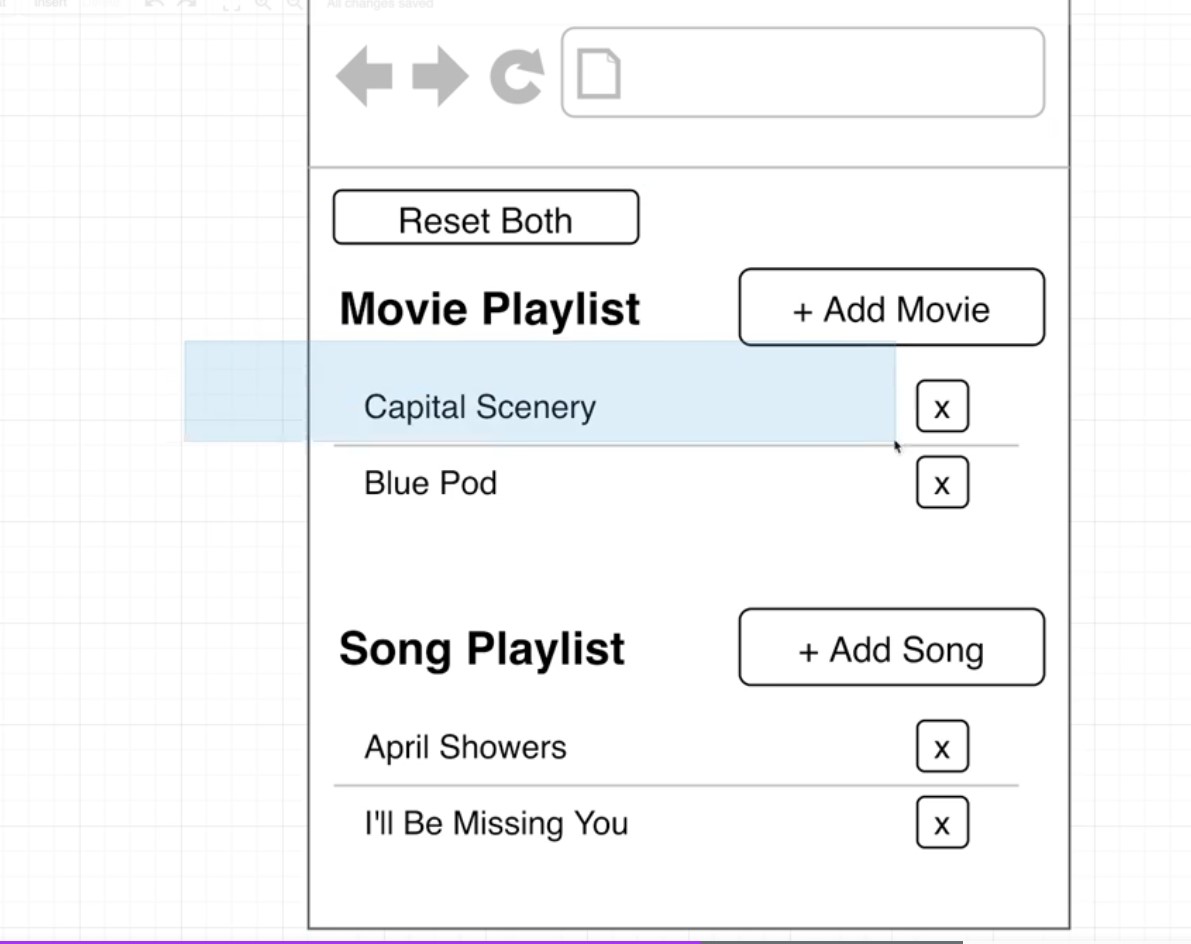 Insert
All changes saved
Reset Both
Movie Playlist
+ Add Movie
Capital Scenery
x
Blue Pod
x
Song Playlist
+ Add Song
April Showers
x
I'll Be Missing You
x